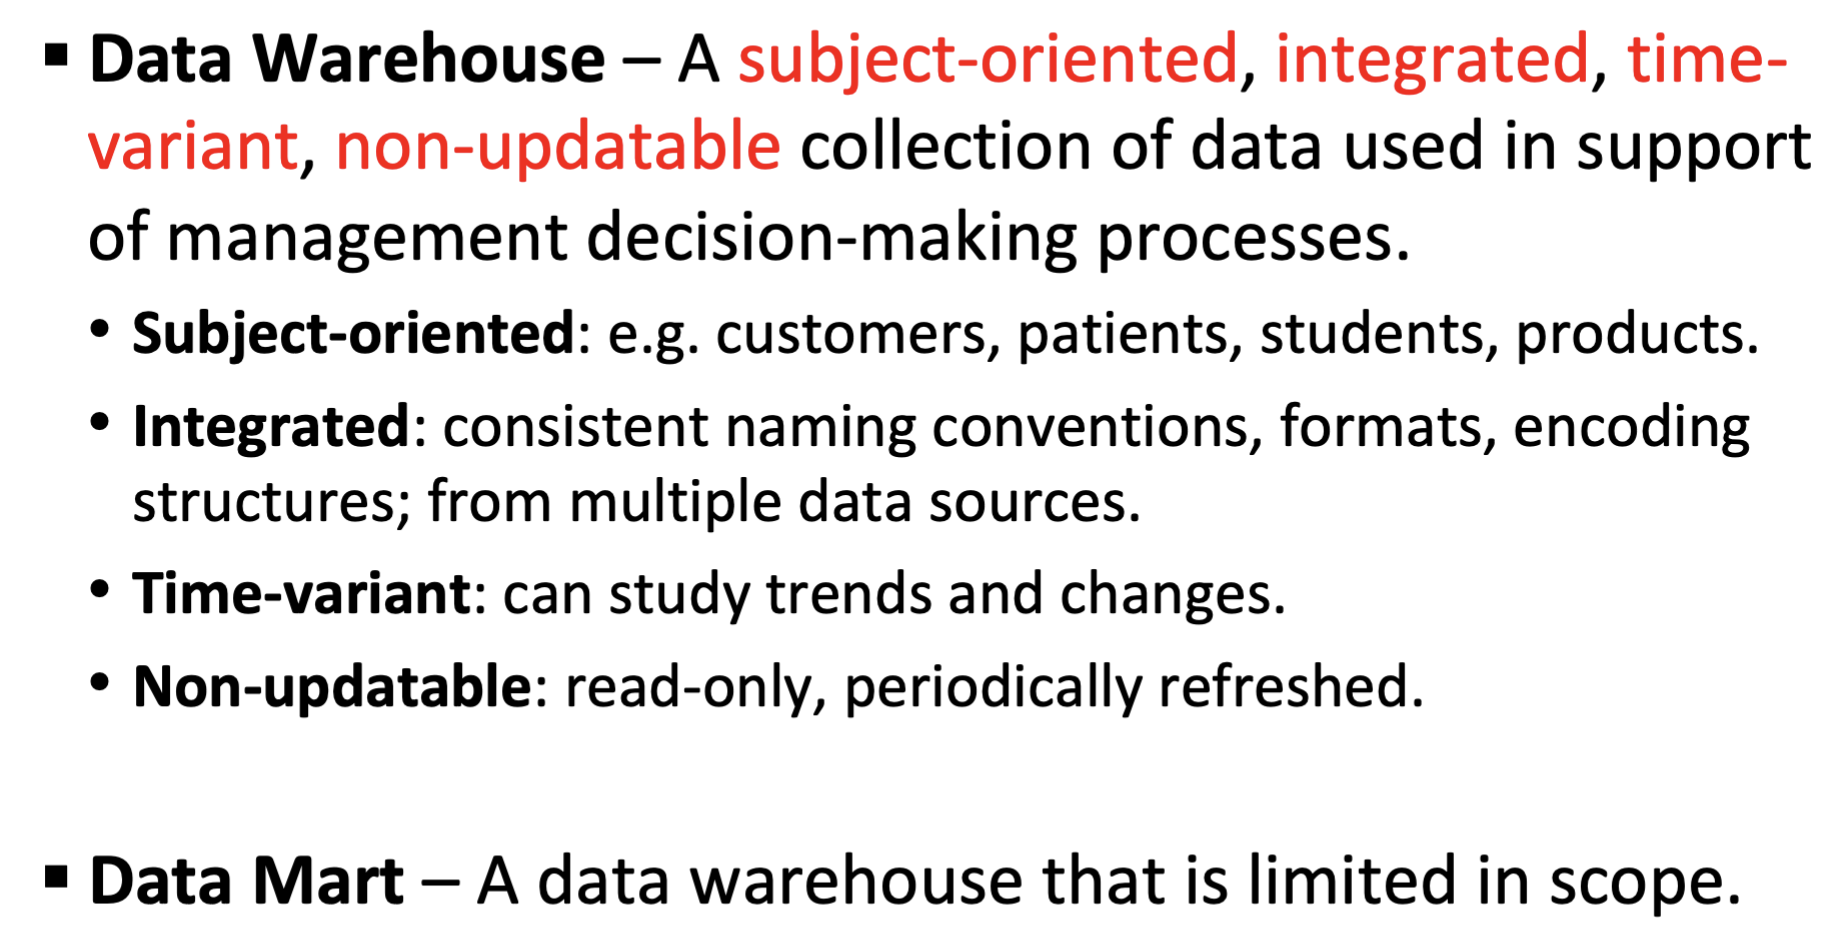 ▪ Data Warehouse – A subject-oriented, integrated, time-
variant, non-updatable collection of data used in support
of management decision-making processes.
• Subject-oriented: e.g. customers, patients, students, products.
• Integrated: consistent naming conventions, formats, encoding
structures; from multiple data sources.
• Time-variant: can study trends and changes.
• Non-updatable: read-only, periodically refreshed.
▪ Data Mart – A data warehouse that is limited in scope.